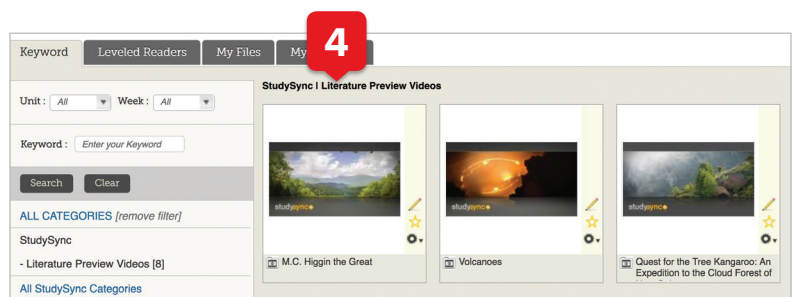 4
Keyword Leveled Readers My Files My
Unit : All Week : All
Keyword : Enter your Keyword
Search Clear
ALL CATEGORIES [remove filter]
StudySync
- Literature Preview Videos [8]
All StudySync Categories
StudySync | Literature Preview Videos
studysync
M.C. Higgin the Great
studysync
Volcanoes
studysync
Quest for the Tree Kangaroo: An
Expedition to the Cloud Forest of